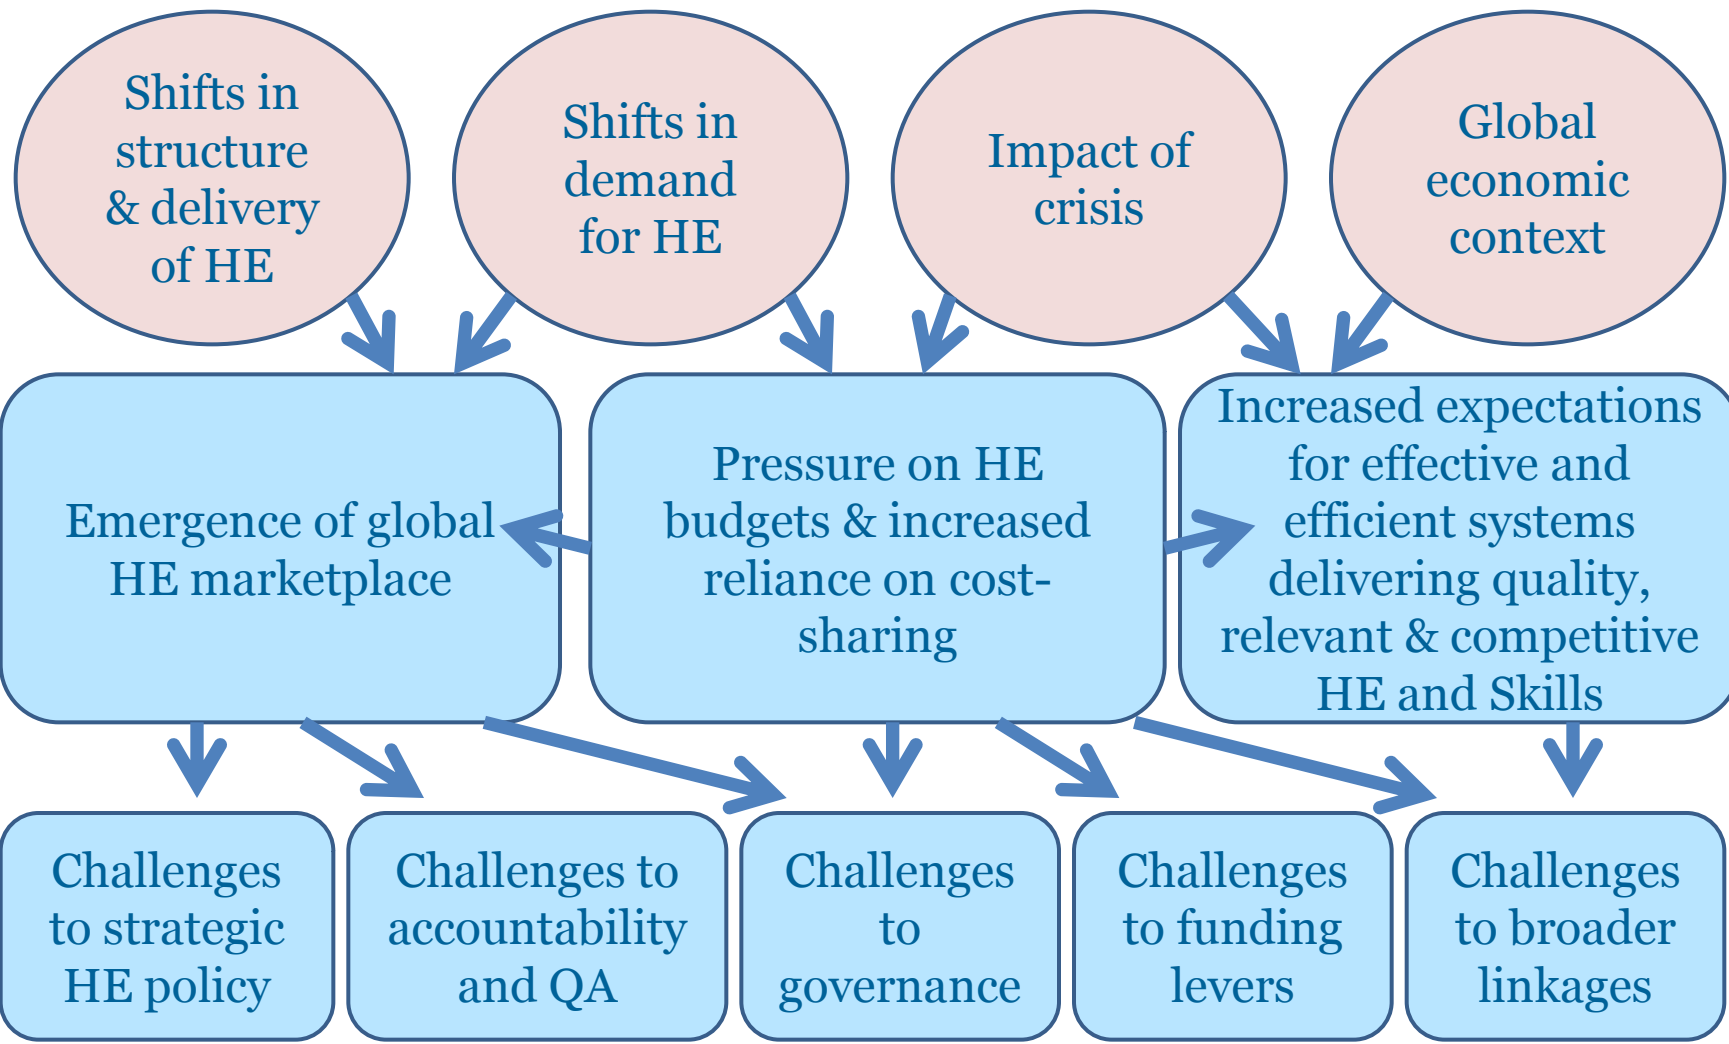 Shifts in
structure
& delivery
of HE
Shifts in
demand
for HE
Impact of
crisis
Global
economic
context
Emergence of global
HE marketplace
Pressure on HE
budgets & increased
reliance on cost-
sharing
Increased expectations
for effective and
efficient systems
delivering quality,
relevant & competitive
HE and Skills
Challenges
to strategic
HE policy
Challenges to
accountability
and QA
Challenges
to
governance
Challenges
to funding
levers
Challenges
to broader
linkages